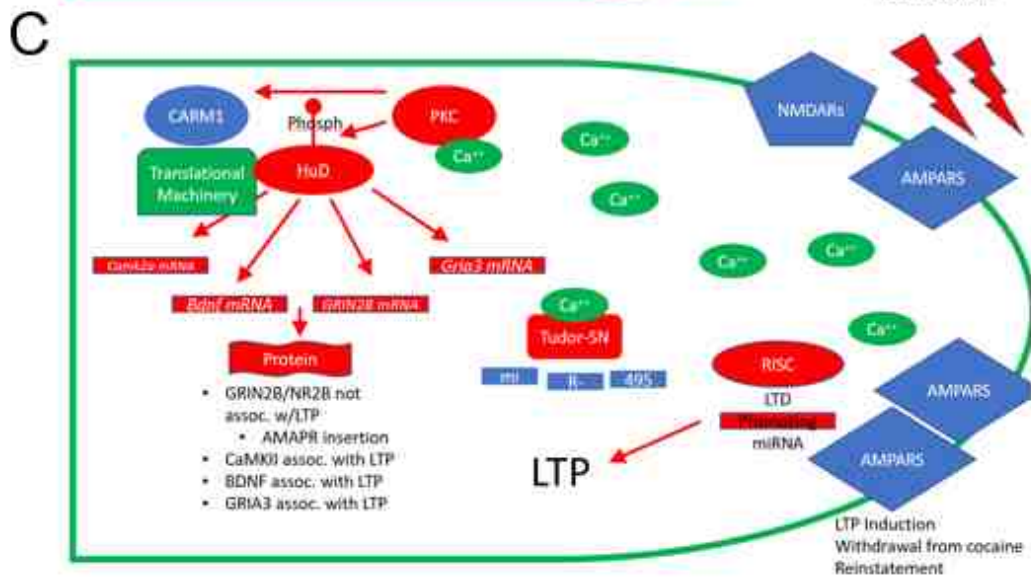 C
CARM1
Phosph
PKC
Ca++
HuD
Translational
Machinery
Ca++
Ca++
NMDARs
AMPARS
Camk2a mRNA
Gria3 mRNA
Bdnf mRNA
GRIN2B mRNA
Ca++
Ca++
Ca++
Ca++
Tudor-SN
mi
R-
495
Protein
RISC
LTD
Promoting
miRNA
AMPARS
AMPARS
• GRIN2B/NR2B not
assoc. w/LTP
• AMAPR insertion
• CaMKII assoc. with LTP
• BDNF assoc. with LTP
• GRIA3 assoc. with LTP
LTP
LTP Induction
Withdrawal from cocaine
Reinstatement